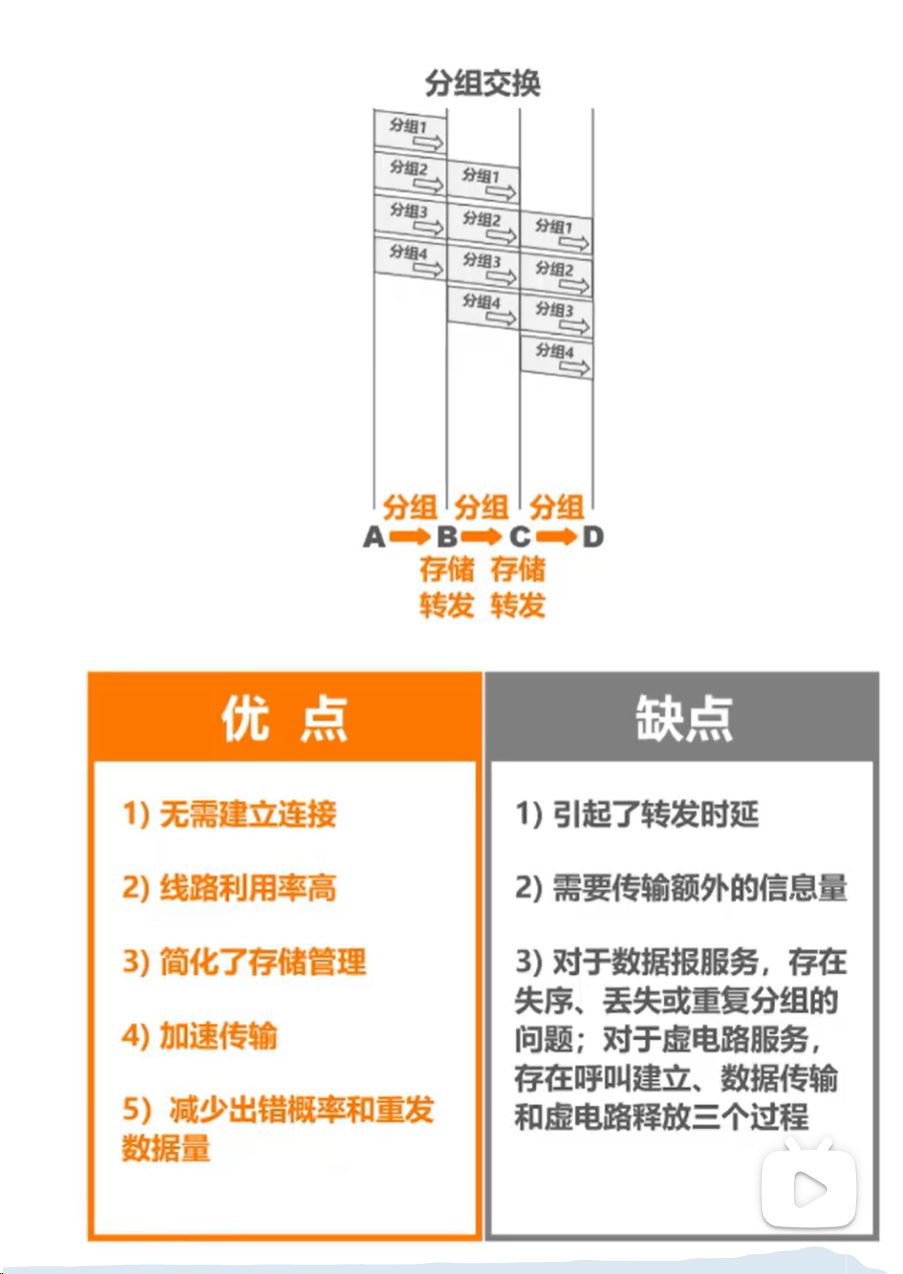 分组交换
分组1
分组2 分组1
分组3 分组2 分组1
分组4 分组3 分组2
分组4 分组3
分组4
分组 分组 分组
A B C D
存储 存储
转发 转发
优 点
1) 无需建立连接
2) 线路利用率高
3) 简化了存储管理
4) 加速传输
5）减少出错概率和重发
数据量
缺点
1) 引起了转发时延
2) 需要传输额外的信息量
3) 对于数据报服务，存在
失序、丢失或重复分组的
问题；对于虚电路服务，
存在呼叫建立、数据传输
和虚电路释放三个过程